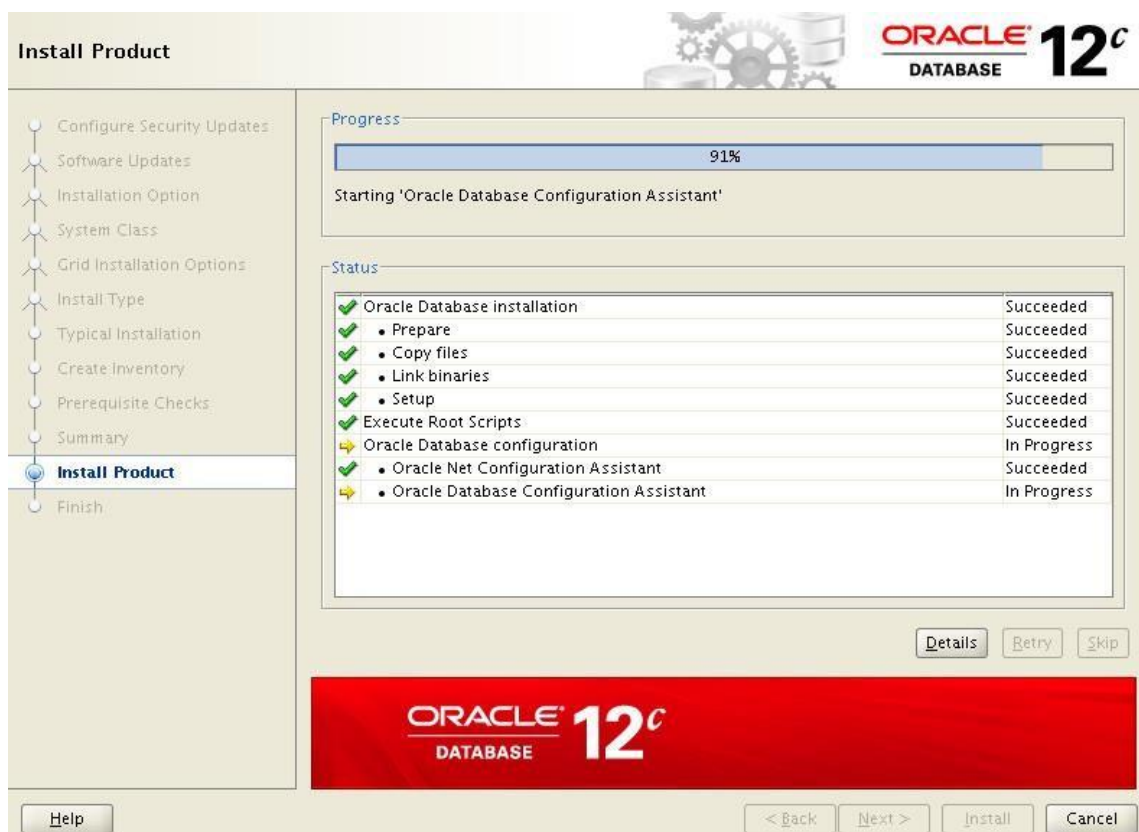 Install Product
ORACLE DATABASE 12c
Configure Security Updates
Software Updates
Installation Option
System Class
Grid Installation Options
Install Type
Typical Installation
Create Inventory
Prerequisite Checks
Summary
Install Product
Finish
Progress
91%
Starting 'Oracle Database Configuration Assistant'
Status
Oracle Database installation Succeeded
• Prepare Succeeded
• Copy files Succeeded
• Link binaries Succeeded
• Setup Succeeded
Execute Root Scripts Succeeded
Oracle Database configuration In Progress
• Oracle Net Configuration Assistant Succeeded
• Oracle Database Configuration Assistant In Progress
Details Retry Skip
ORACLE DATABASE 12c
Help < Back Next > Install Cancel